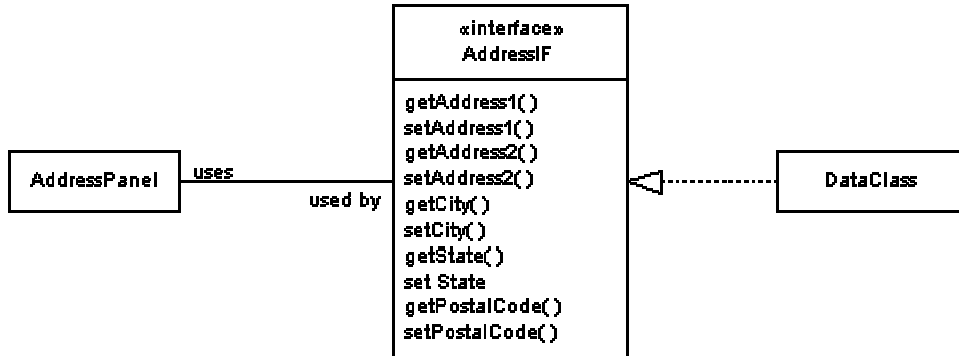 «interface»
AddressIF
getAddress1()
setAddress1()
getAddress2()
setAddress2()
getCity()
setCity()
getState()
set State
getPostalCode()
setPostalCode()
AddressPanel
uses
used by
DataClass